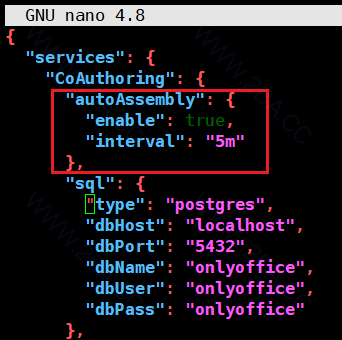 GNU nano 4.8
{
  "services": {
    "CoAuthoring": {
      "autoAssembly": {
        "enable": true,
        "interval": "5m"
      },
      "sql": {
        "type": "postgres",
        "dbHost": "localhost",
        "dbPort": "5432",
        "dbName": "onlyoffice",
        "dbUser": "onlyoffice",
        "dbPass": "onlyoffice"
      },